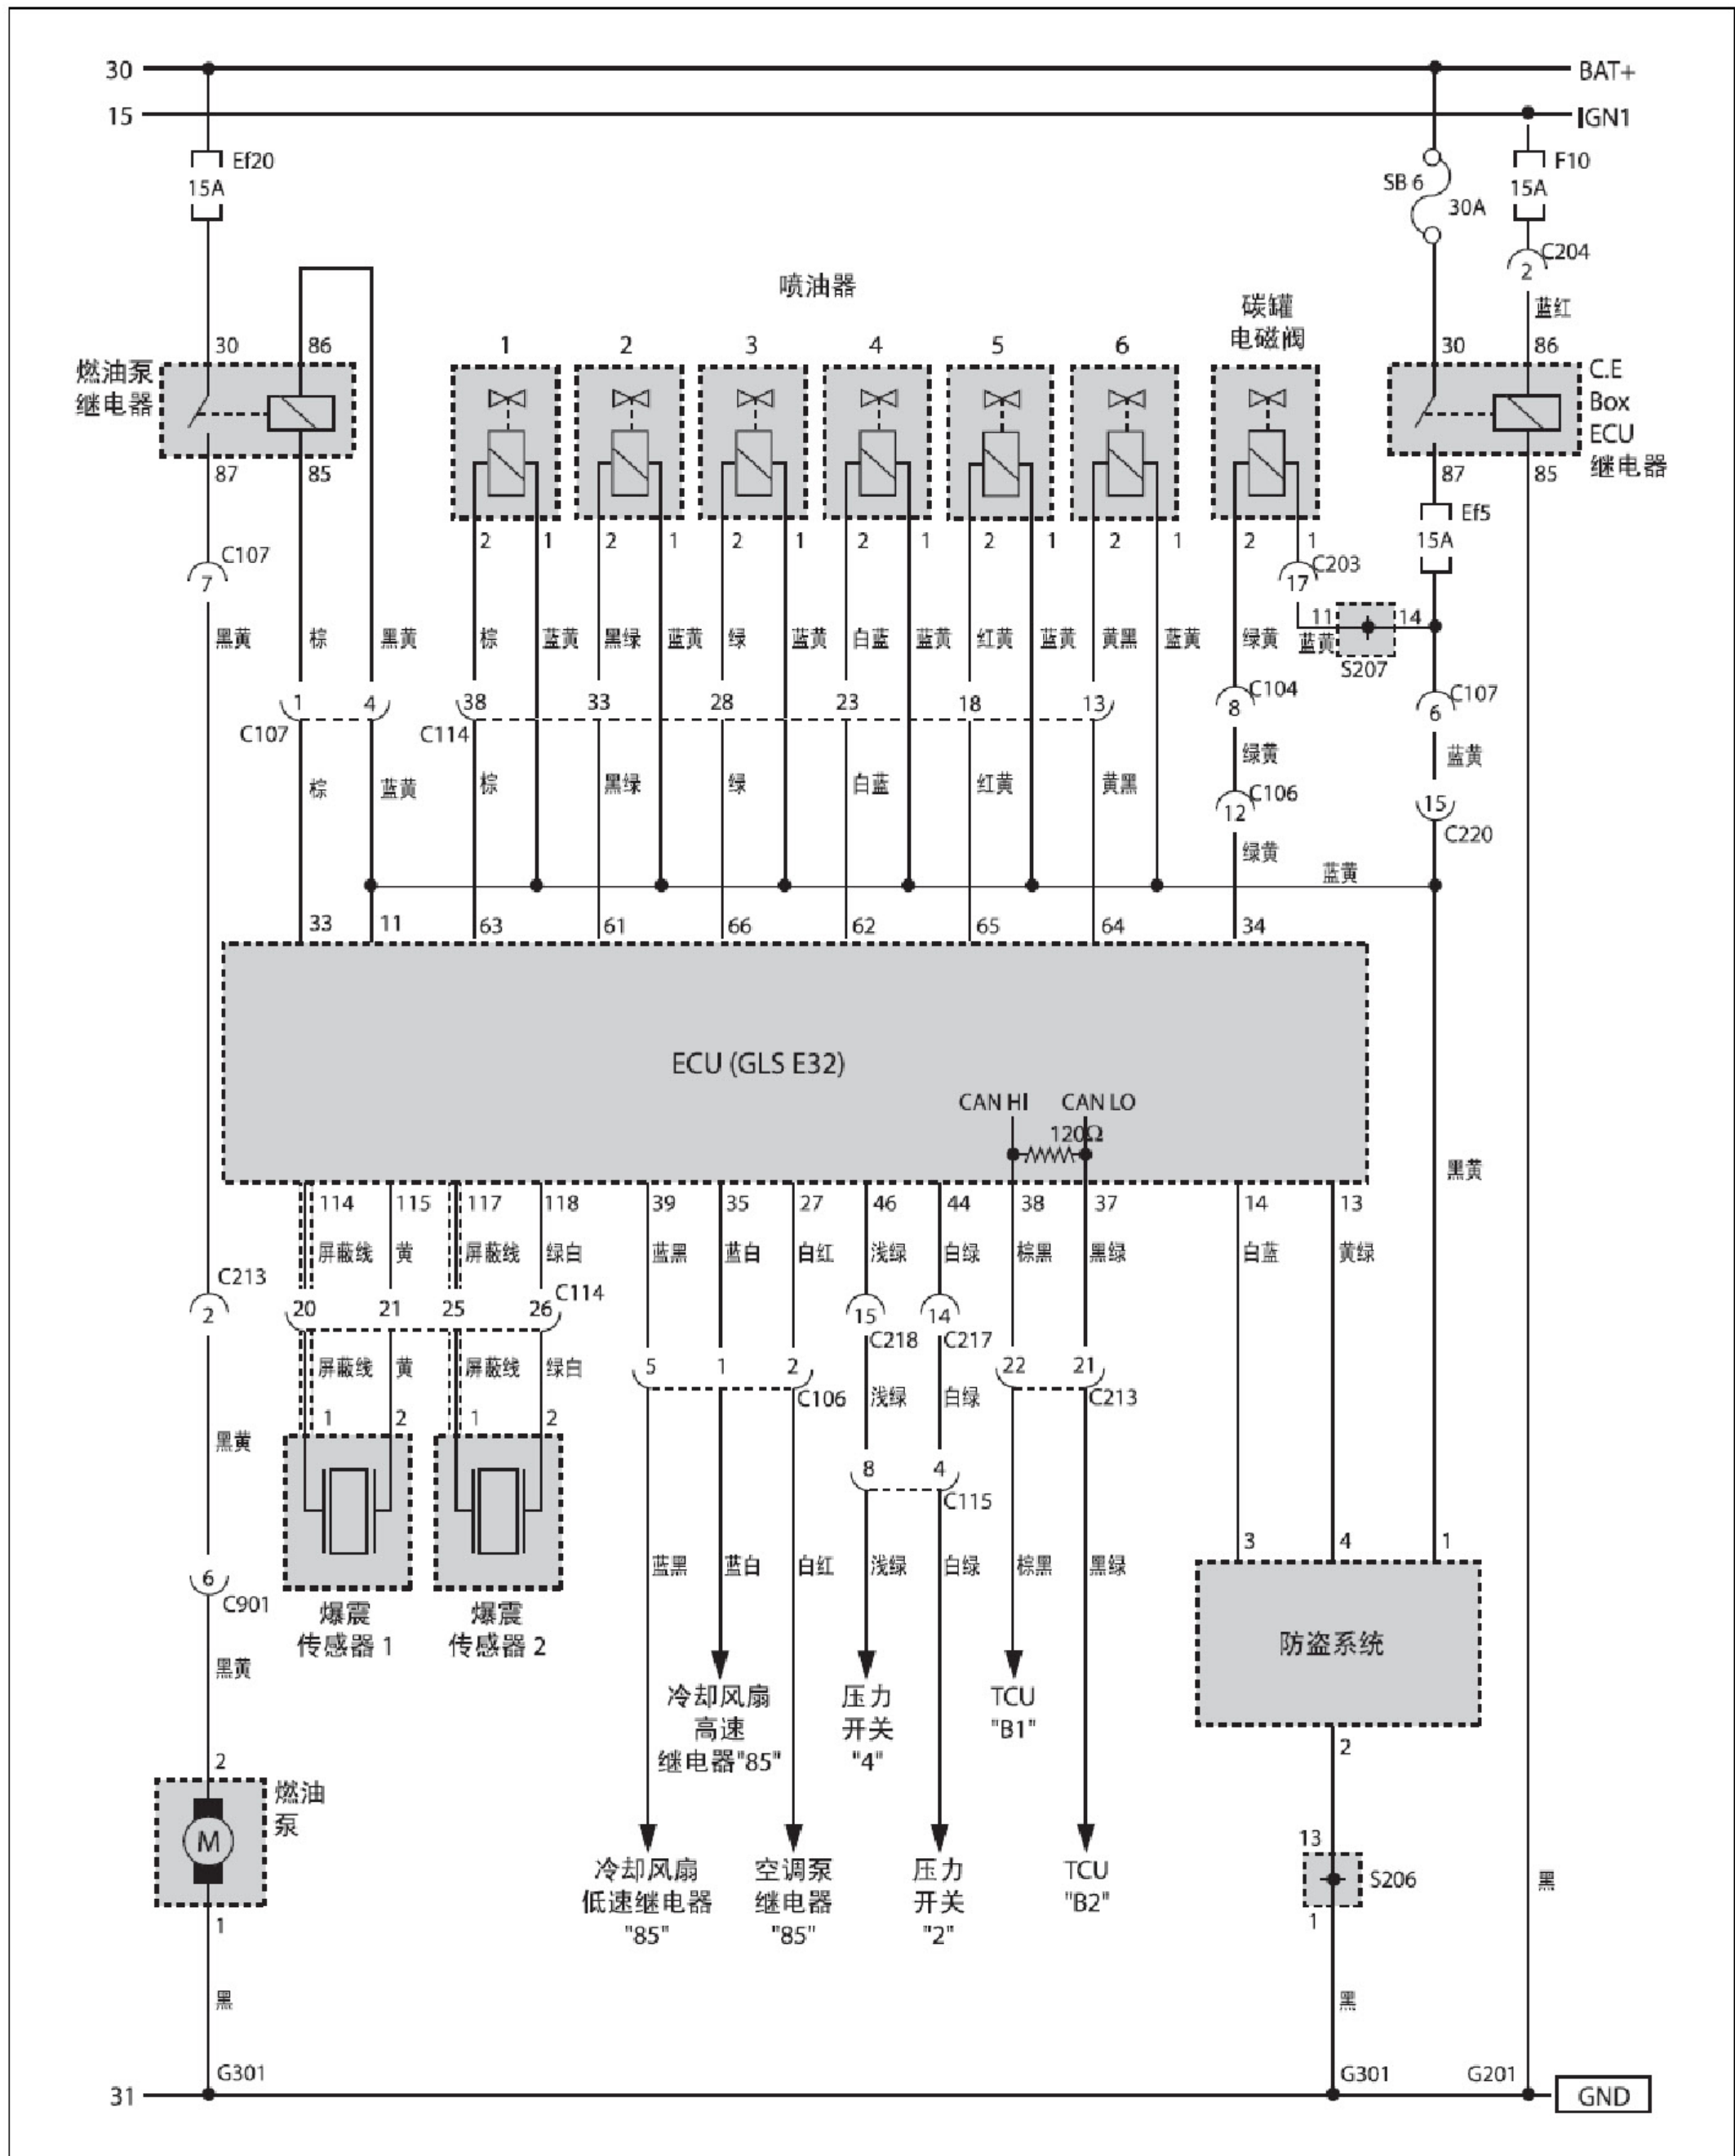 30 BAT+
15 IGN1
Ef20 F10
15A SB 6 15A
30A
C204
2
喷油器
蓝红
碳罐
电磁阀
30 86 1 2 3 4 5 6 30 86
燃油泵
继电器
C.E
Box
ECU
继电器
87 85 87 85
Ef5
15A
2 1 2 1 2 1 2 1 2 1 2 1 2 1
C107
7
C203
17
11 14
黑黄 棕 黑黄 棕 蓝黄 黑绿 蓝黄 绿 蓝黄 白蓝 蓝黄 红黄 蓝黄 黄黑 蓝黄 绿黄 蓝黄
S207
1 4 38 33 28 23 18 13 C104 C107
8 6
C107 C114
绿黄 蓝黄
棕 蓝黄 棕 黑绿 绿 白蓝 红黄 黄黑
C106
12 15
C220
绿黄
蓝黄
33 11 63 61 66 62 65 64 34
ECU (GLS E32)
CAN HI CAN LO
120Ω
黑黄
114 115 117 118 39 35 27 46 44 38 37 14 13
屏蔽线 黄 屏蔽线 绿白 蓝黑 蓝白 白红 浅绿 白绿 棕黑 黑绿 白蓝 黄绿
C213
2
C114
20 21 25 26 15 14
C218 C217
屏蔽线 黄 屏蔽线 绿白 5 1 2 22 21
C106 浅绿 白绿 C213
1 2 1 2
黑黄
8 4
C115
3 4 1
蓝黑 蓝白 白红 浅绿 白绿 棕黑 黑绿
6
C901
爆震
传感器 1
爆震
传感器 2
防盗系统
黑黄
冷却风扇
高速
继电器"85"
压力
开关
"4"
TCU
"B1"
2
2
燃油
泵
M
13
冷却风扇
低速继电器
"85"
空调泵
继电器
"85"
压力
开关
"2"
TCU
"B2"
S206
黑
1
1
黑 黑
G301 G301 G201
31 GND